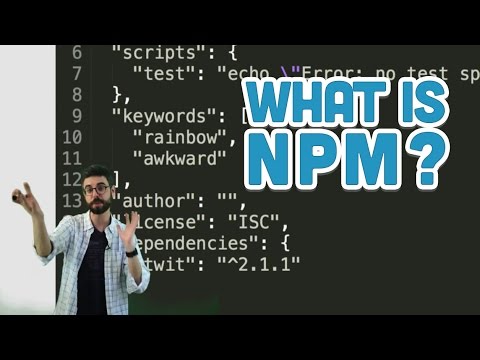 6 "scripts": {
7 "test": "echo \"Error: no test sp
8 },
9 "keywords": [
10 "rainbow",
11 "awkward"
12 ],
13 "author": "",
"license": "ISC",
dependencies": {
twit": "^2.1.1"
WHAT IS
NPM?